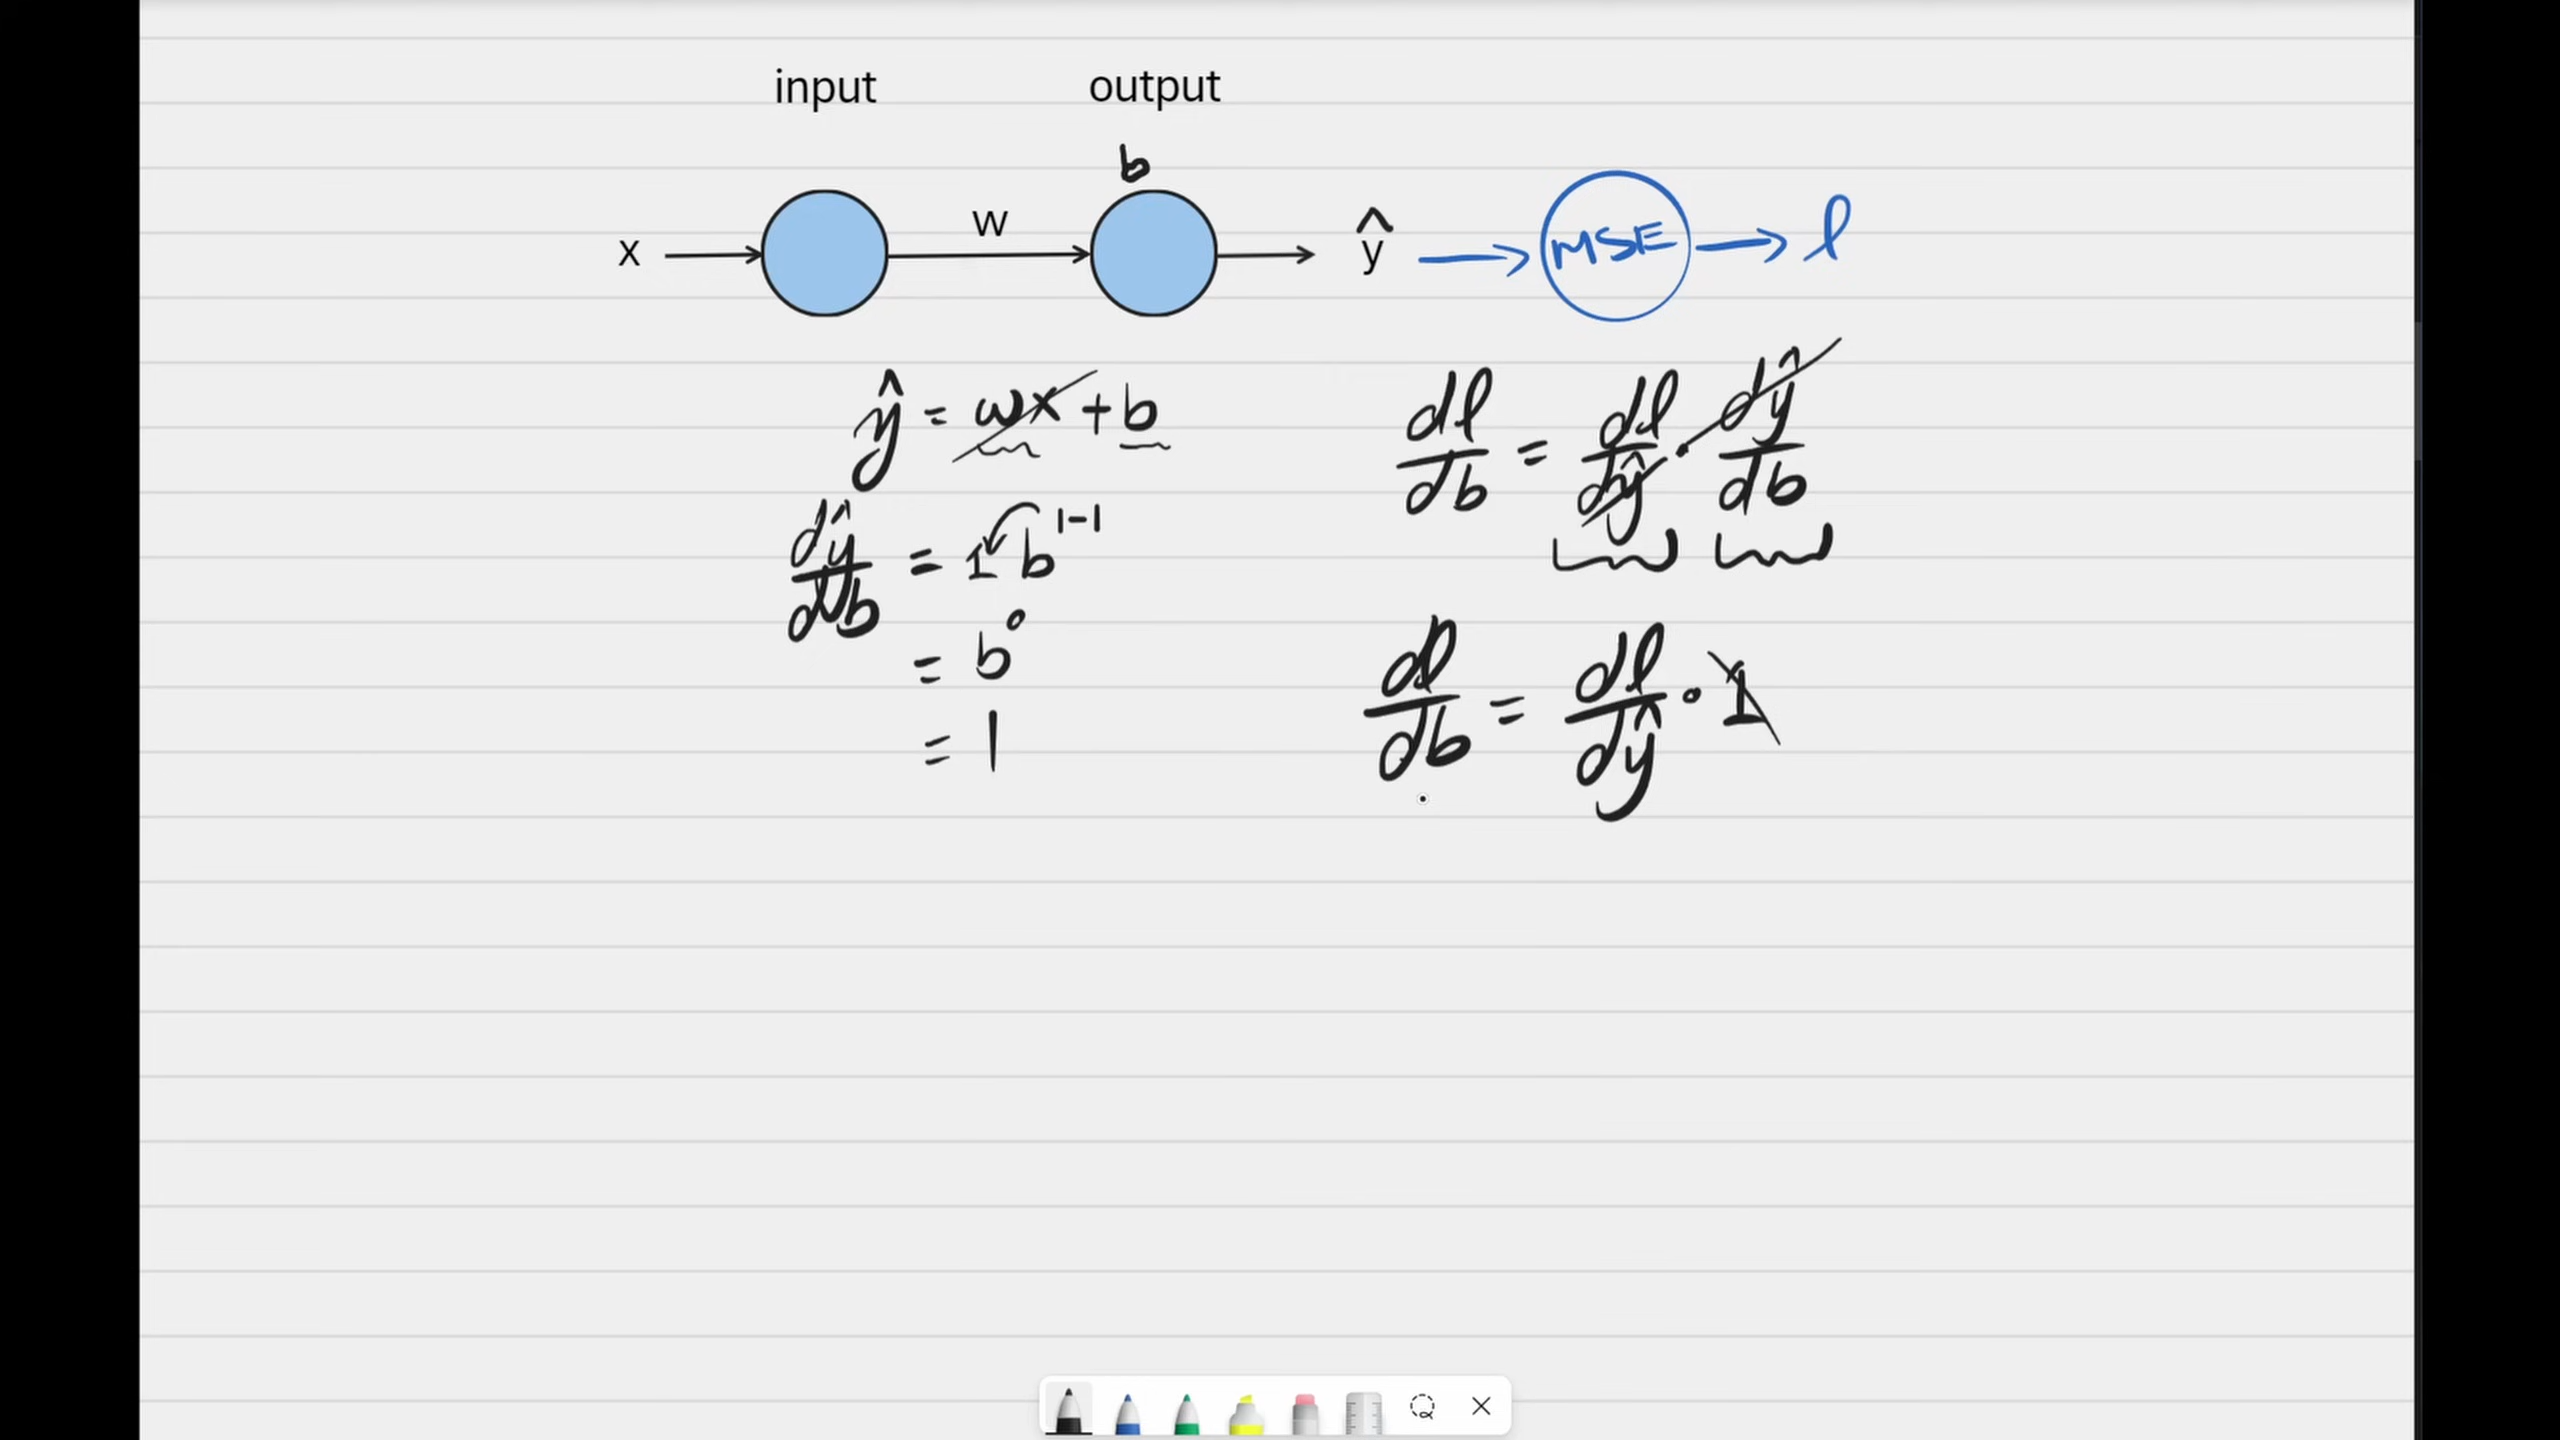 input output
b
x w ŷ MSE l
ŷ = wx + b
dl/db = dl/dŷ · dŷ/db
dŷ/db = 1 b^1-1
= b^0
= 1
dl/db = dl/dŷ · 1